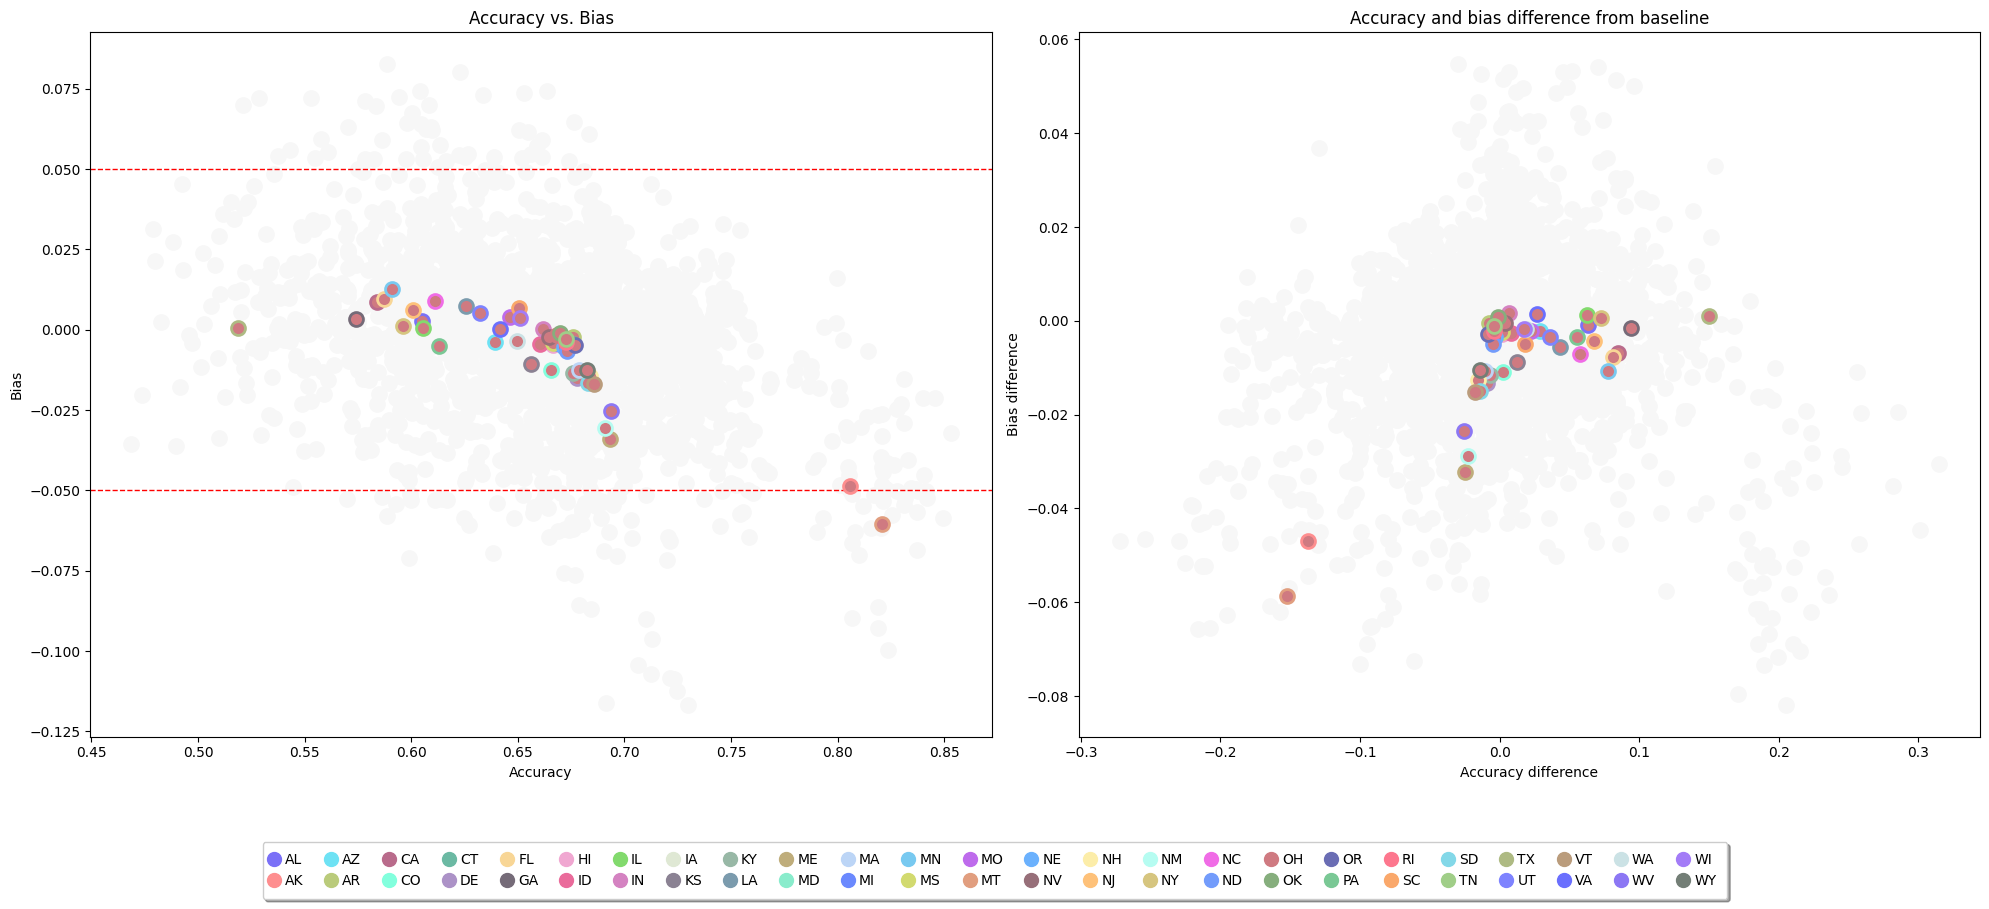 Accuracy vs. Bias
Accuracy and bias difference from baseline
0.075
0.050
0.025
0.000
−0.025
−0.050
−0.075
−0.100
−0.125
Bias
0.45 0.50 0.55 0.60 0.65 0.70 0.75 0.80 0.85
Accuracy
0.06
0.04
0.02
0.00
−0.02
−0.04
−0.06
−0.08
Bias difference
−0.3 −0.2 −0.1 0.0 0.1 0.2 0.3
Accuracy difference
AL AZ CA CT FL HI IL IA KY ME MA MN MO NE NH NM NC OH OR RI SD TX VT WA WI
AK AR CO DE GA ID IN KS LA MD MI MS MT NV NJ NY ND OK PA SC TN UT VA WV WY